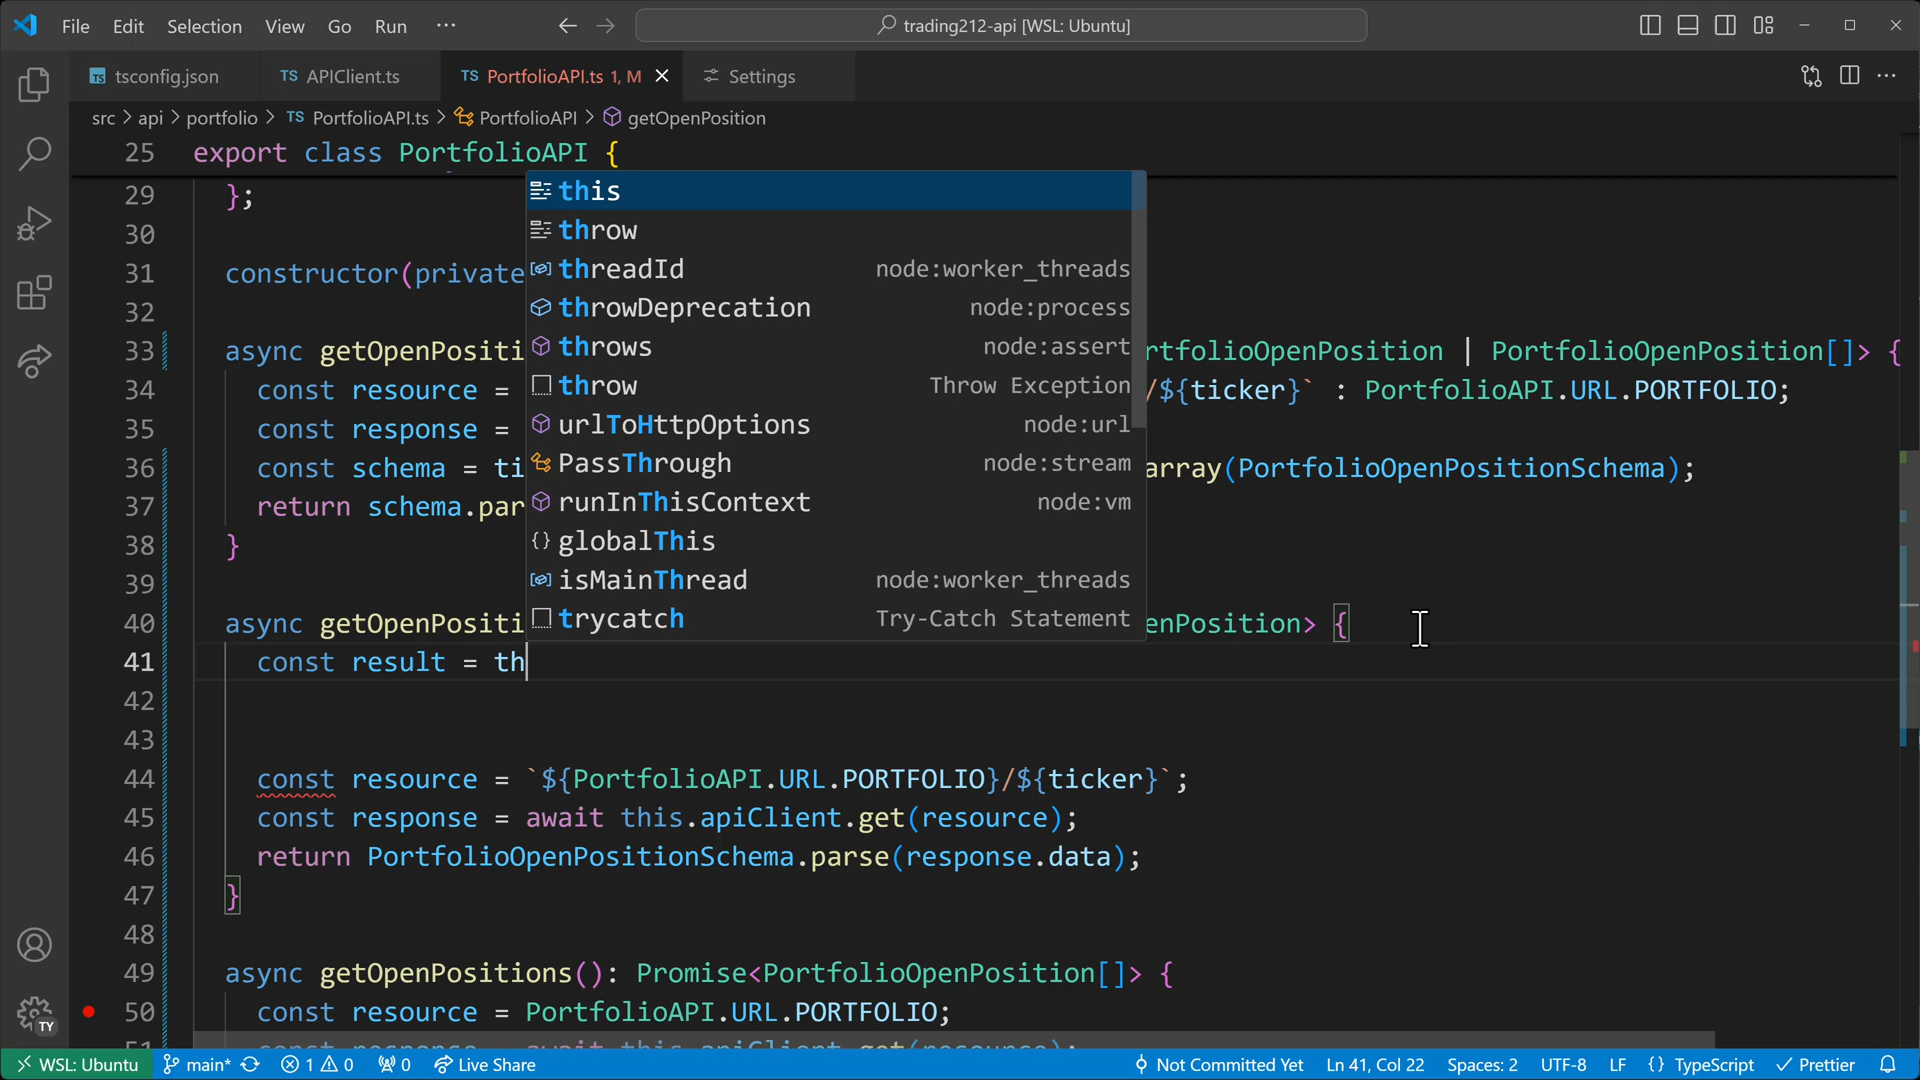 File Edit Selection View Go Run ··· trading212-api [WSL: Ubuntu]
tsconfig.json TS APIClient.ts TS PortfolioAPI.ts 1, M Settings
src > api > portfolio > TS PortfolioAPI.ts > PortfolioAPI > getOpenPosition
25 export class PortfolioAPI {
29 };
30
31 constructor(private
32
33 async getOpenPositi rtfolioOpenPosition | PortfolioOpenPosition[]> {
34 const resource = /${ticker}` : PortfolioAPI.URL.PORTFOLIO;
35 const response =
36 const schema = ti array(PortfolioOpenPositionSchema);
37 return schema.par
38 }
39
40 async getOpenPositi enPosition> {
41 const result = th
42
43
44 const resource = `${PortfolioAPI.URL.PORTFOLIO}/${ticker}`;
45 const response = await this.apiClient.get(resource);
46 return PortfolioOpenPositionSchema.parse(response.data);
47 }
48
49 async getOpenPositions(): Promise<PortfolioOpenPosition[]> {
50 const resource = PortfolioAPI.URL.PORTFOLIO;
this
throw
threadId node:worker_threads
throwDeprecation node:process
throws node:assert
throw Throw Exception
urlToHttpOptions node:url
PassThrough node:stream
runInThisContext node:vm
globalThis
isMainThread node:worker_threads
trycatch Try-Catch Statement
TY
WSL: Ubuntu main* 1 0 0 Live Share Not Committed Yet Ln 41, Col 22 Spaces: 2 UTF-8 LF {} TypeScript Prettier